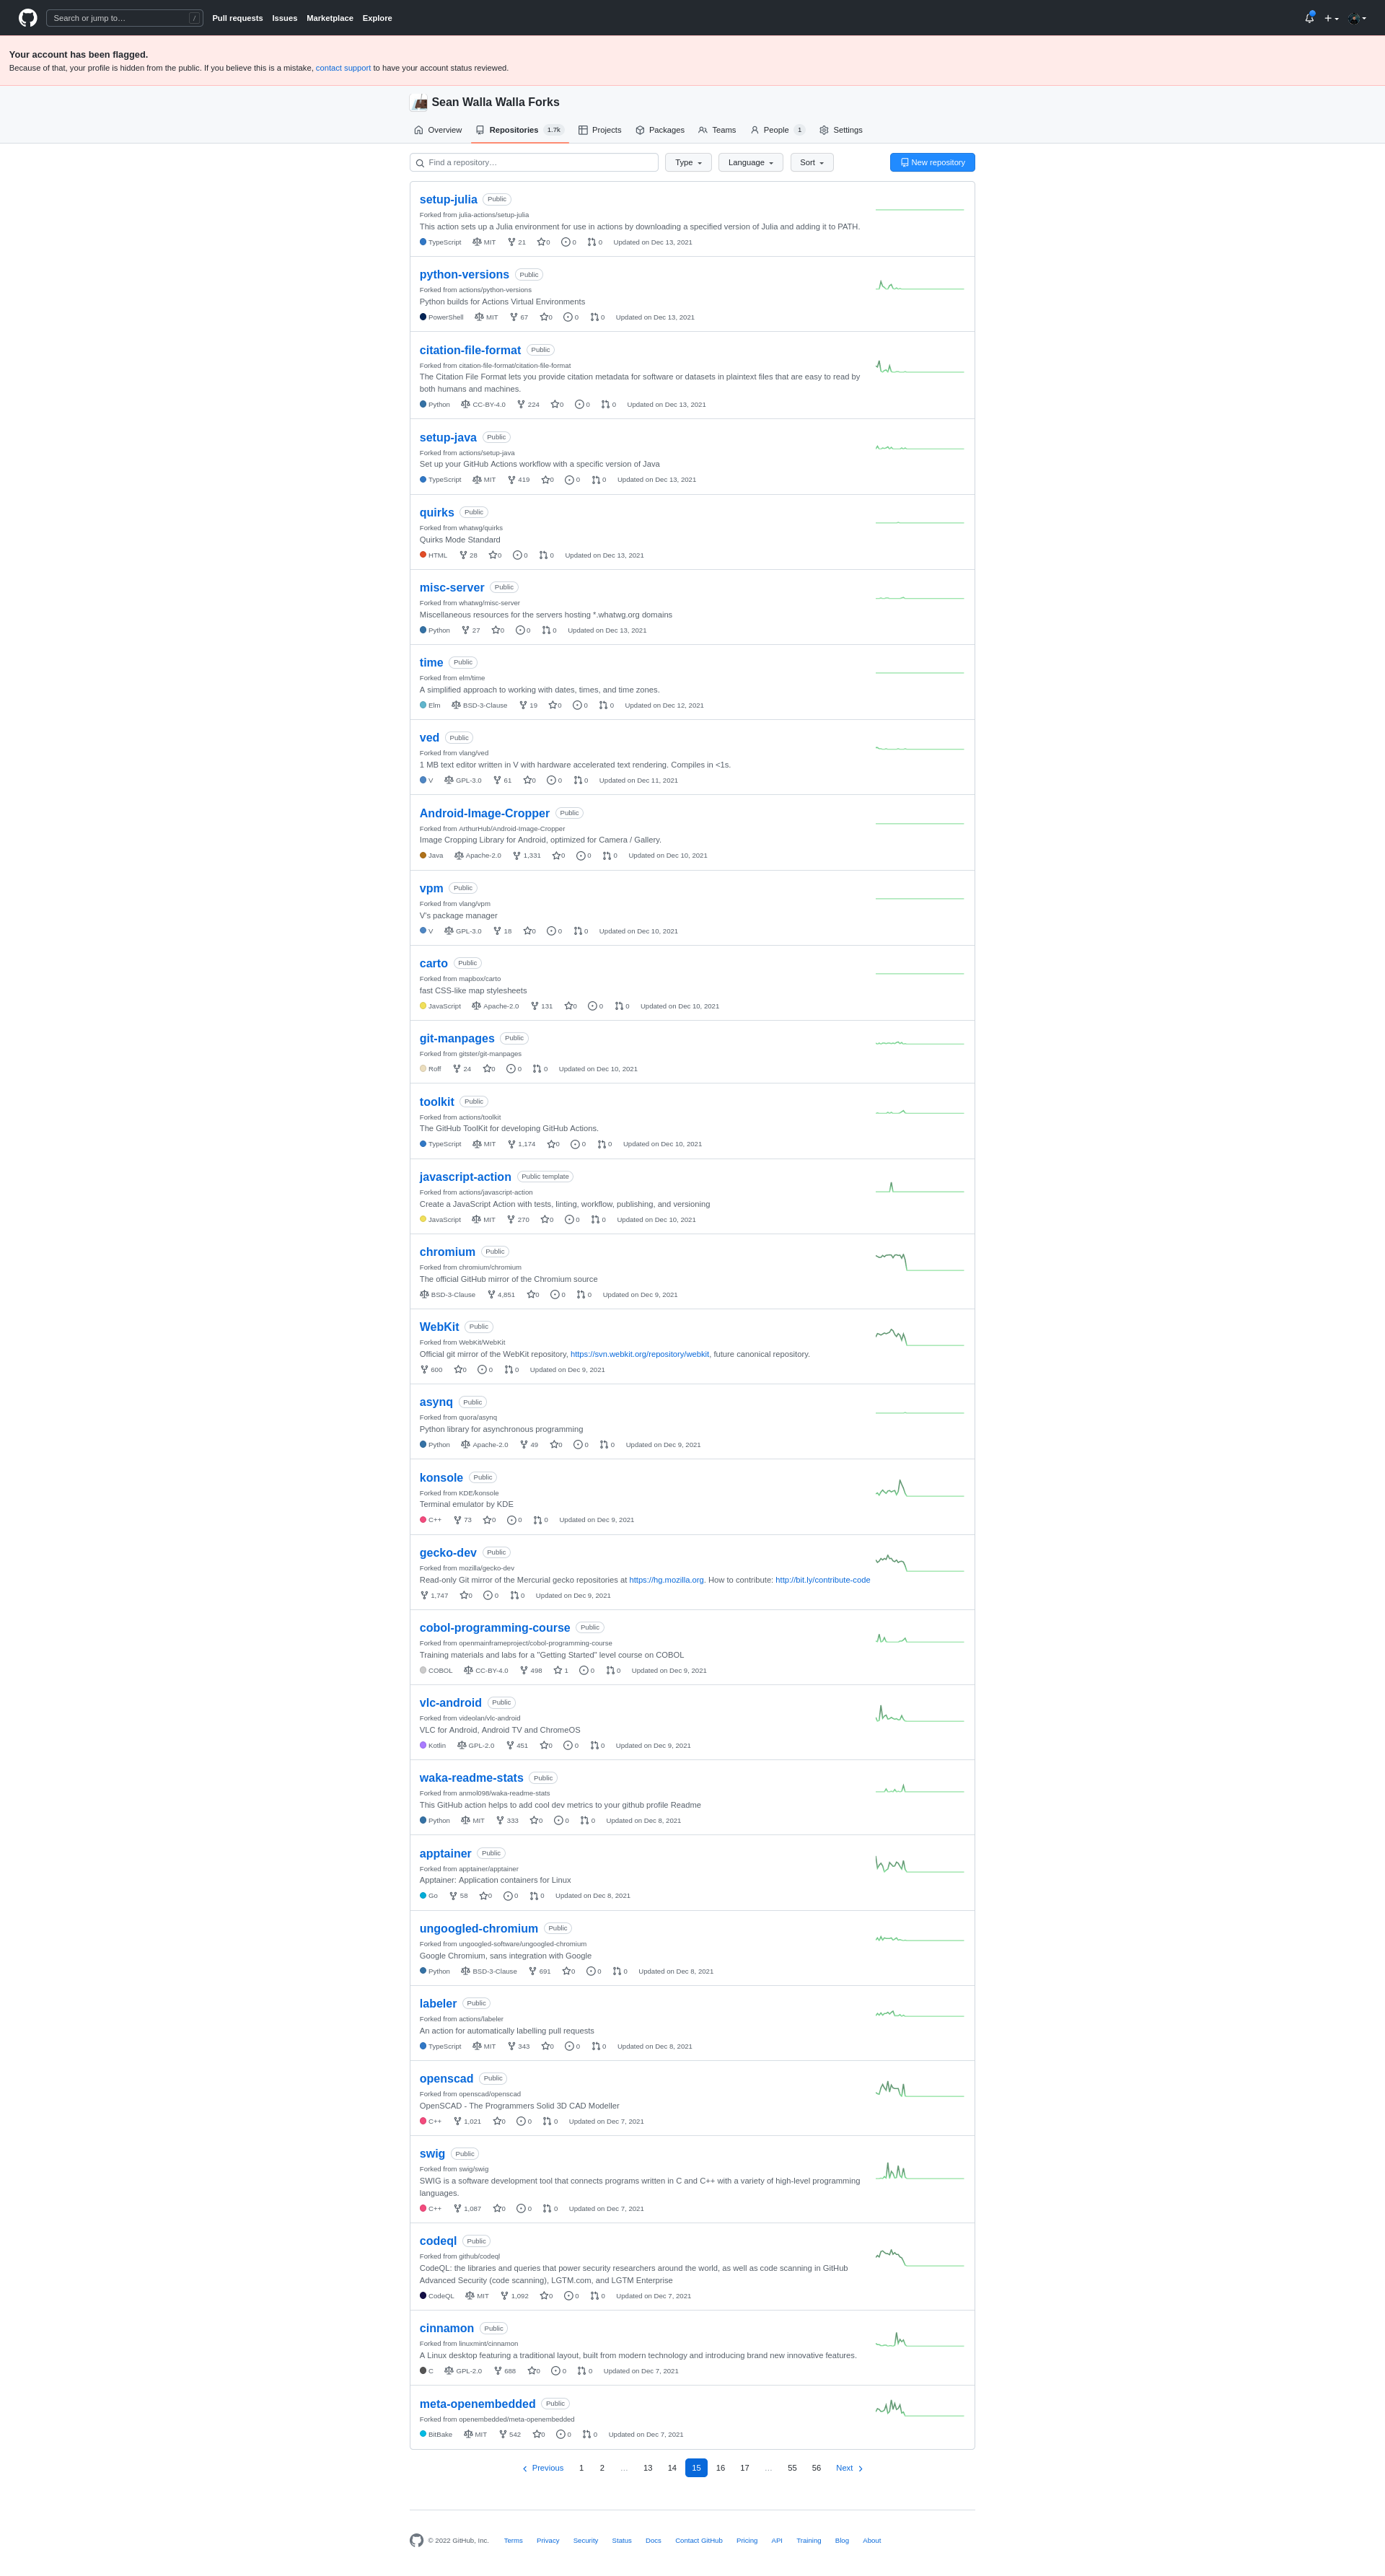 Search or jump to… /
Pull requests Issues Marketplace Explore
Your account has been flagged.
Because of that, your profile is hidden from the public. If you believe this is a mistake, contact support to have your account status reviewed.
Sean Walla Walla Forks
Overview Repositories 1.7k Projects Packages Teams People 1 Settings
Find a repository… Type Language Sort New repository
setup-julia Public
Forked from julia-actions/setup-julia
This action sets up a Julia environment for use in actions by downloading a specified version of Julia and adding it to PATH.
TypeScript MIT 21 0 0 0 Updated on Dec 13, 2021
python-versions Public
Forked from actions/python-versions
Python builds for Actions Virtual Environments
PowerShell MIT 67 0 0 0 Updated on Dec 13, 2021
citation-file-format Public
Forked from citation-file-format/citation-file-format
The Citation File Format lets you provide citation metadata for software or datasets in plaintext files that are easy to read by
both humans and machines.
Python CC-BY-4.0 224 0 0 0 Updated on Dec 13, 2021
setup-java Public
Forked from actions/setup-java
Set up your GitHub Actions workflow with a specific version of Java
TypeScript MIT 419 0 0 0 Updated on Dec 13, 2021
quirks Public
Forked from whatwg/quirks
Quirks Mode Standard
HTML 28 0 0 0 Updated on Dec 13, 2021
misc-server Public
Forked from whatwg/misc-server
Miscellaneous resources for the servers hosting *.whatwg.org domains
Python 27 0 0 0 Updated on Dec 13, 2021
time Public
Forked from elm/time
A simplified approach to working with dates, times, and time zones.
Elm BSD-3-Clause 19 0 0 0 Updated on Dec 12, 2021
ved Public
Forked from vlang/ved
1 MB text editor written in V with hardware accelerated text rendering. Compiles in <1s.
V GPL-3.0 61 0 0 0 Updated on Dec 11, 2021
Android-Image-Cropper Public
Forked from ArthurHub/Android-Image-Cropper
Image Cropping Library for Android, optimized for Camera / Gallery.
Java Apache-2.0 1,331 0 0 0 Updated on Dec 10, 2021
vpm Public
Forked from vlang/vpm
V's package manager
V GPL-3.0 18 0 0 0 Updated on Dec 10, 2021
carto Public
Forked from mapbox/carto
fast CSS-like map stylesheets
JavaScript Apache-2.0 131 0 0 0 Updated on Dec 10, 2021
git-manpages Public
Forked from gitster/git-manpages
Roff 24 0 0 0 Updated on Dec 10, 2021
toolkit Public
Forked from actions/toolkit
The GitHub ToolKit for developing GitHub Actions.
TypeScript MIT 1,174 0 0 0 Updated on Dec 10, 2021
javascript-action Public template
Forked from actions/javascript-action
Create a JavaScript Action with tests, linting, workflow, publishing, and versioning
JavaScript MIT 270 0 0 0 Updated on Dec 10, 2021
chromium Public
Forked from chromium/chromium
The official GitHub mirror of the Chromium source
BSD-3-Clause 4,851 0 0 0 Updated on Dec 9, 2021
WebKit Public
Forked from WebKit/WebKit
Official git mirror of the WebKit repository, https://svn.webkit.org/repository/webkit, future canonical repository.
600 0 0 0 Updated on Dec 9, 2021
asynq Public
Forked from quora/asynq
Python library for asynchronous programming
Python Apache-2.0 49 0 0 0 Updated on Dec 9, 2021
konsole Public
Forked from KDE/konsole
Terminal emulator by KDE
C++ 73 0 0 0 Updated on Dec 9, 2021
gecko-dev Public
Forked from mozilla/gecko-dev
Read-only Git mirror of the Mercurial gecko repositories at https://hg.mozilla.org. How to contribute: http://bit.ly/contribute-code
1,747 0 0 0 Updated on Dec 9, 2021
cobol-programming-course Public
Forked from openmainframeproject/cobol-programming-course
Training materials and labs for a "Getting Started" level course on COBOL
COBOL CC-BY-4.0 498 1 0 0 Updated on Dec 9, 2021
vlc-android Public
Forked from videolan/vlc-android
VLC for Android, Android TV and ChromeOS
Kotlin GPL-2.0 451 0 0 0 Updated on Dec 9, 2021
waka-readme-stats Public
Forked from anmol098/waka-readme-stats
This GitHub action helps to add cool dev metrics to your github profile Readme
Python MIT 333 0 0 0 Updated on Dec 8, 2021
apptainer Public
Forked from apptainer/apptainer
Apptainer: Application containers for Linux
Go 58 0 0 0 Updated on Dec 8, 2021
ungoogled-chromium Public
Forked from ungoogled-software/ungoogled-chromium
Google Chromium, sans integration with Google
Python BSD-3-Clause 691 0 0 0 Updated on Dec 8, 2021
labeler Public
Forked from actions/labeler
An action for automatically labelling pull requests
TypeScript MIT 343 0 0 0 Updated on Dec 8, 2021
openscad Public
Forked from openscad/openscad
OpenSCAD - The Programmers Solid 3D CAD Modeller
C++ 1,021 0 0 0 Updated on Dec 7, 2021
swig Public
Forked from swig/swig
SWIG is a software development tool that connects programs written in C and C++ with a variety of high-level programming
languages.
C++ 1,087 0 0 0 Updated on Dec 7, 2021
codeql Public
Forked from github/codeql
CodeQL: the libraries and queries that power security researchers around the world, as well as code scanning in GitHub
Advanced Security (code scanning), LGTM.com, and LGTM Enterprise
CodeQL MIT 1,092 0 0 0 Updated on Dec 7, 2021
cinnamon Public
Forked from linuxmint/cinnamon
A Linux desktop featuring a traditional layout, built from modern technology and introducing brand new innovative features.
C GPL-2.0 688 0 0 0 Updated on Dec 7, 2021
meta-openembedded Public
Forked from openembedded/meta-openembedded
BitBake MIT 542 0 0 0 Updated on Dec 7, 2021
Previous 1 2 … 13 14 15 16 17 … 55 56 Next
© 2022 GitHub, Inc. Terms Privacy Security Status Docs Contact GitHub Pricing API Training Blog About